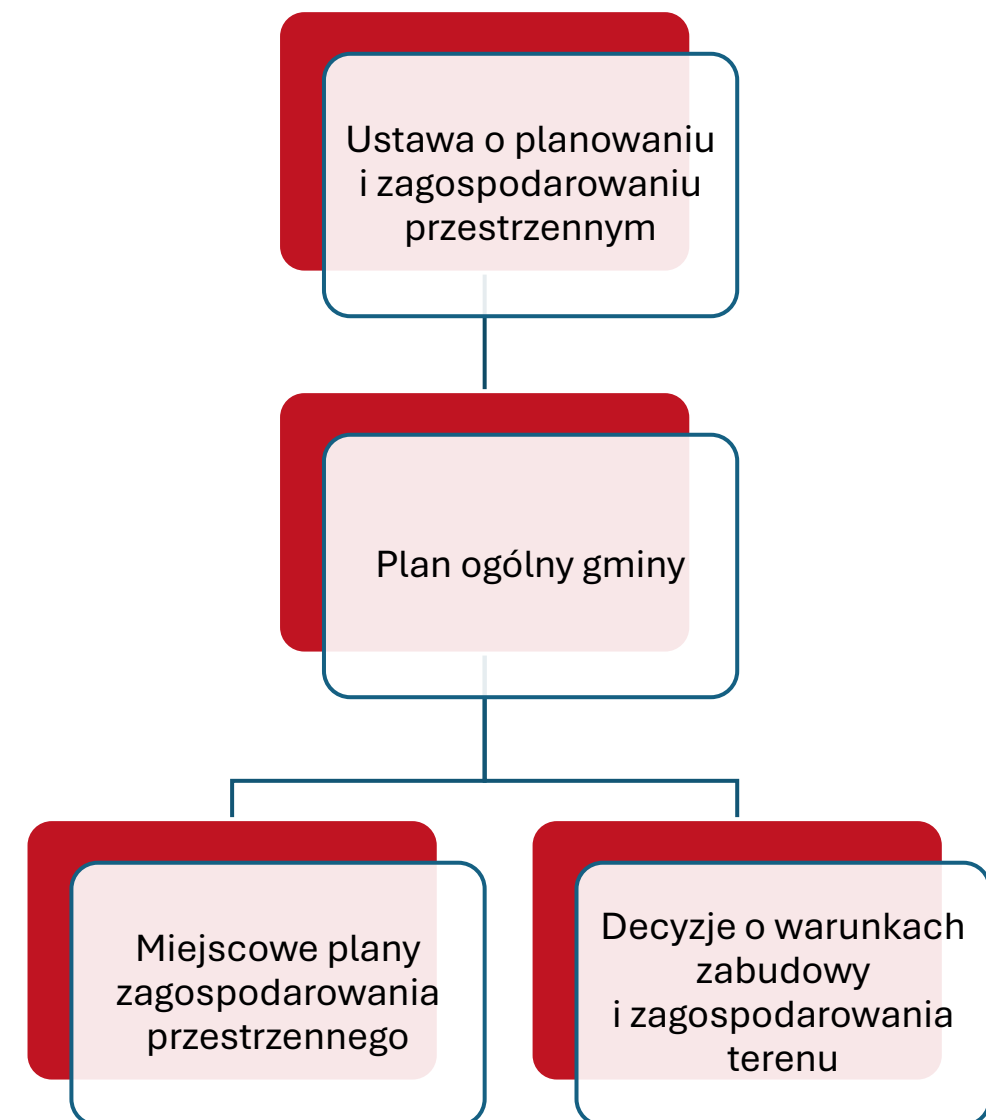 Ustawa o planowaniu
i zagospodarowaniu
przestrzennym
Plan ogólny gminy
Miejscowe plany
zagospodarowania
przestrzennego
Decyzje o warunkach
zabudowy
i zagospodarowania
terenu